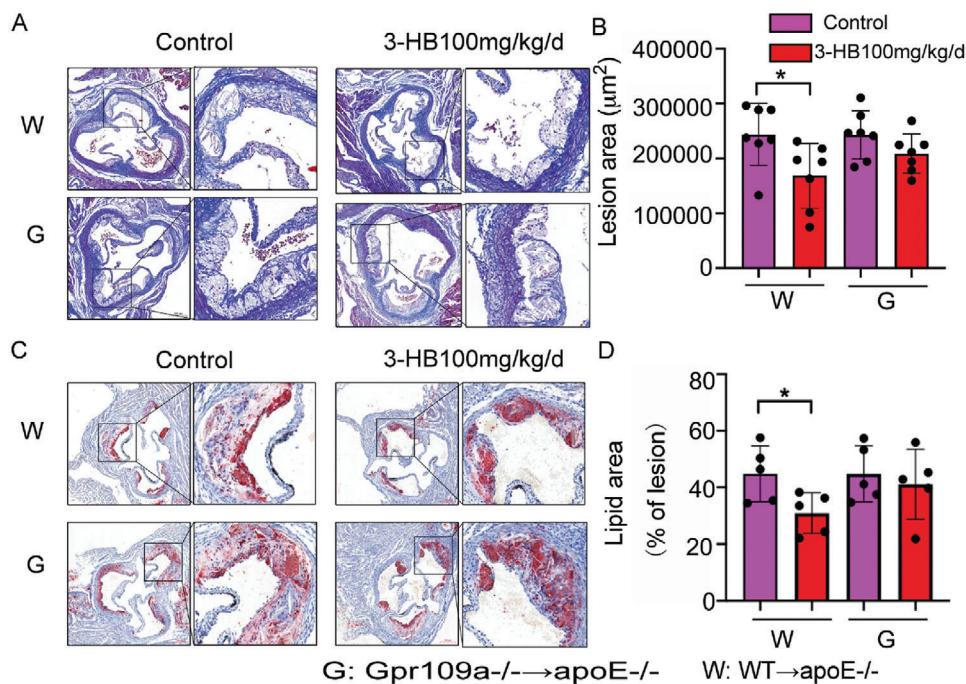 A
Control
3-HB100mg/kg/d
W
G
B
Control
3-HB100mg/kg/d
Lesion area (μm²)
400000
300000
200000
100000
0
*
W
G
C
Control
3-HB100mg/kg/d
W
G
D
Lipid area
(% of lesion)
80
60
40
20
0
*
W
G
G: Gpr109a-/-→apoE-/-
W: WT→apoE-/-